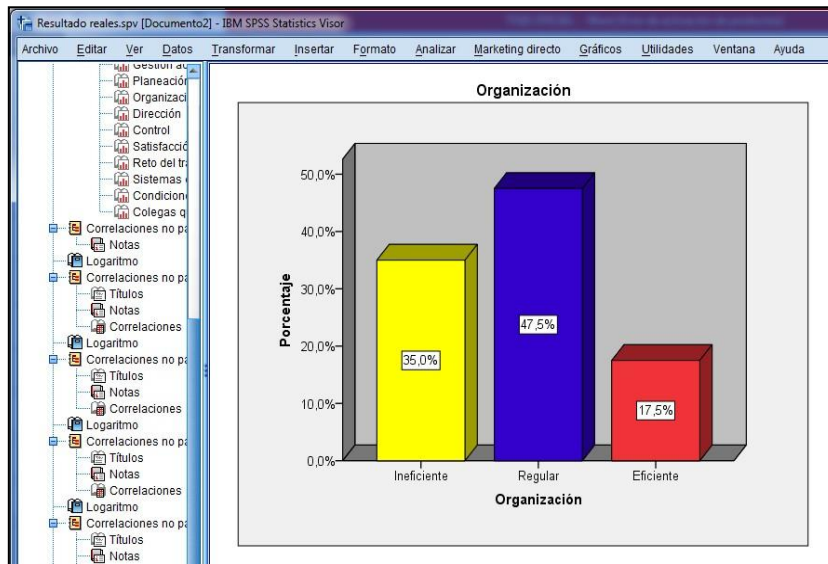 Resultado reales.spv [Documento2] - IBM SPSS Statistics Visor
Archivo Editar Ver Datos Transformar Insertar Formato Analizar Marketing directo Gráficos Utilidades Ventana Ayuda
Planeación
Organizaci
Dirección
Control
Satisfacció
Reto del tr
Sistemas
Condicion
Colegas q
Correlaciones no pa
Notas
Logaritmo
Correlaciones no pa
Títulos
Notas
Correlaciones
Logaritmo
Correlaciones no pa
Títulos
Notas
Correlaciones
Logaritmo
Correlaciones no pa
Títulos
Notas
Correlaciones
Logaritmo
Correlaciones no pa
Títulos
Notas
Organización
Porcentaje
50,0%
40,0%
30,0%
20,0%
10,0%
0,0%
35,0%
47,5%
17,5%
Ineficiente Regular Eficiente
Organización